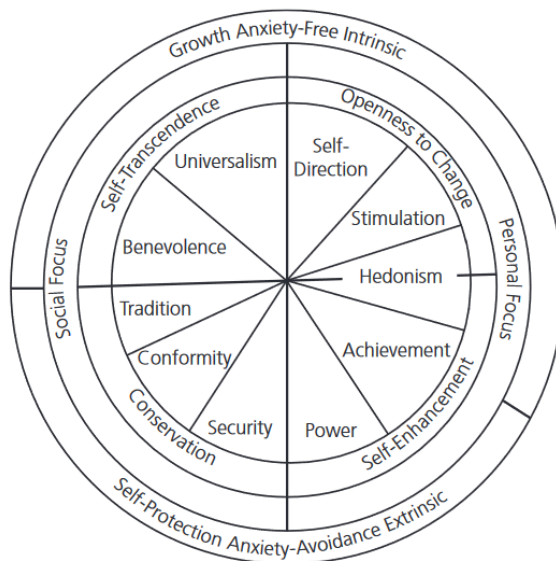 Growth Anxiety-Free Intrinsic
Self-Transcendence
Openness to Change
Universalism
Self-
Direction
Stimulation
Benevolence
Hedonism
Social Focus
Personal Focus
Tradition
Conformity
Achievement
Security
Power
Conservation
Self-Enhancement
Self-Protection Anxiety-Avoidance Extrinsic